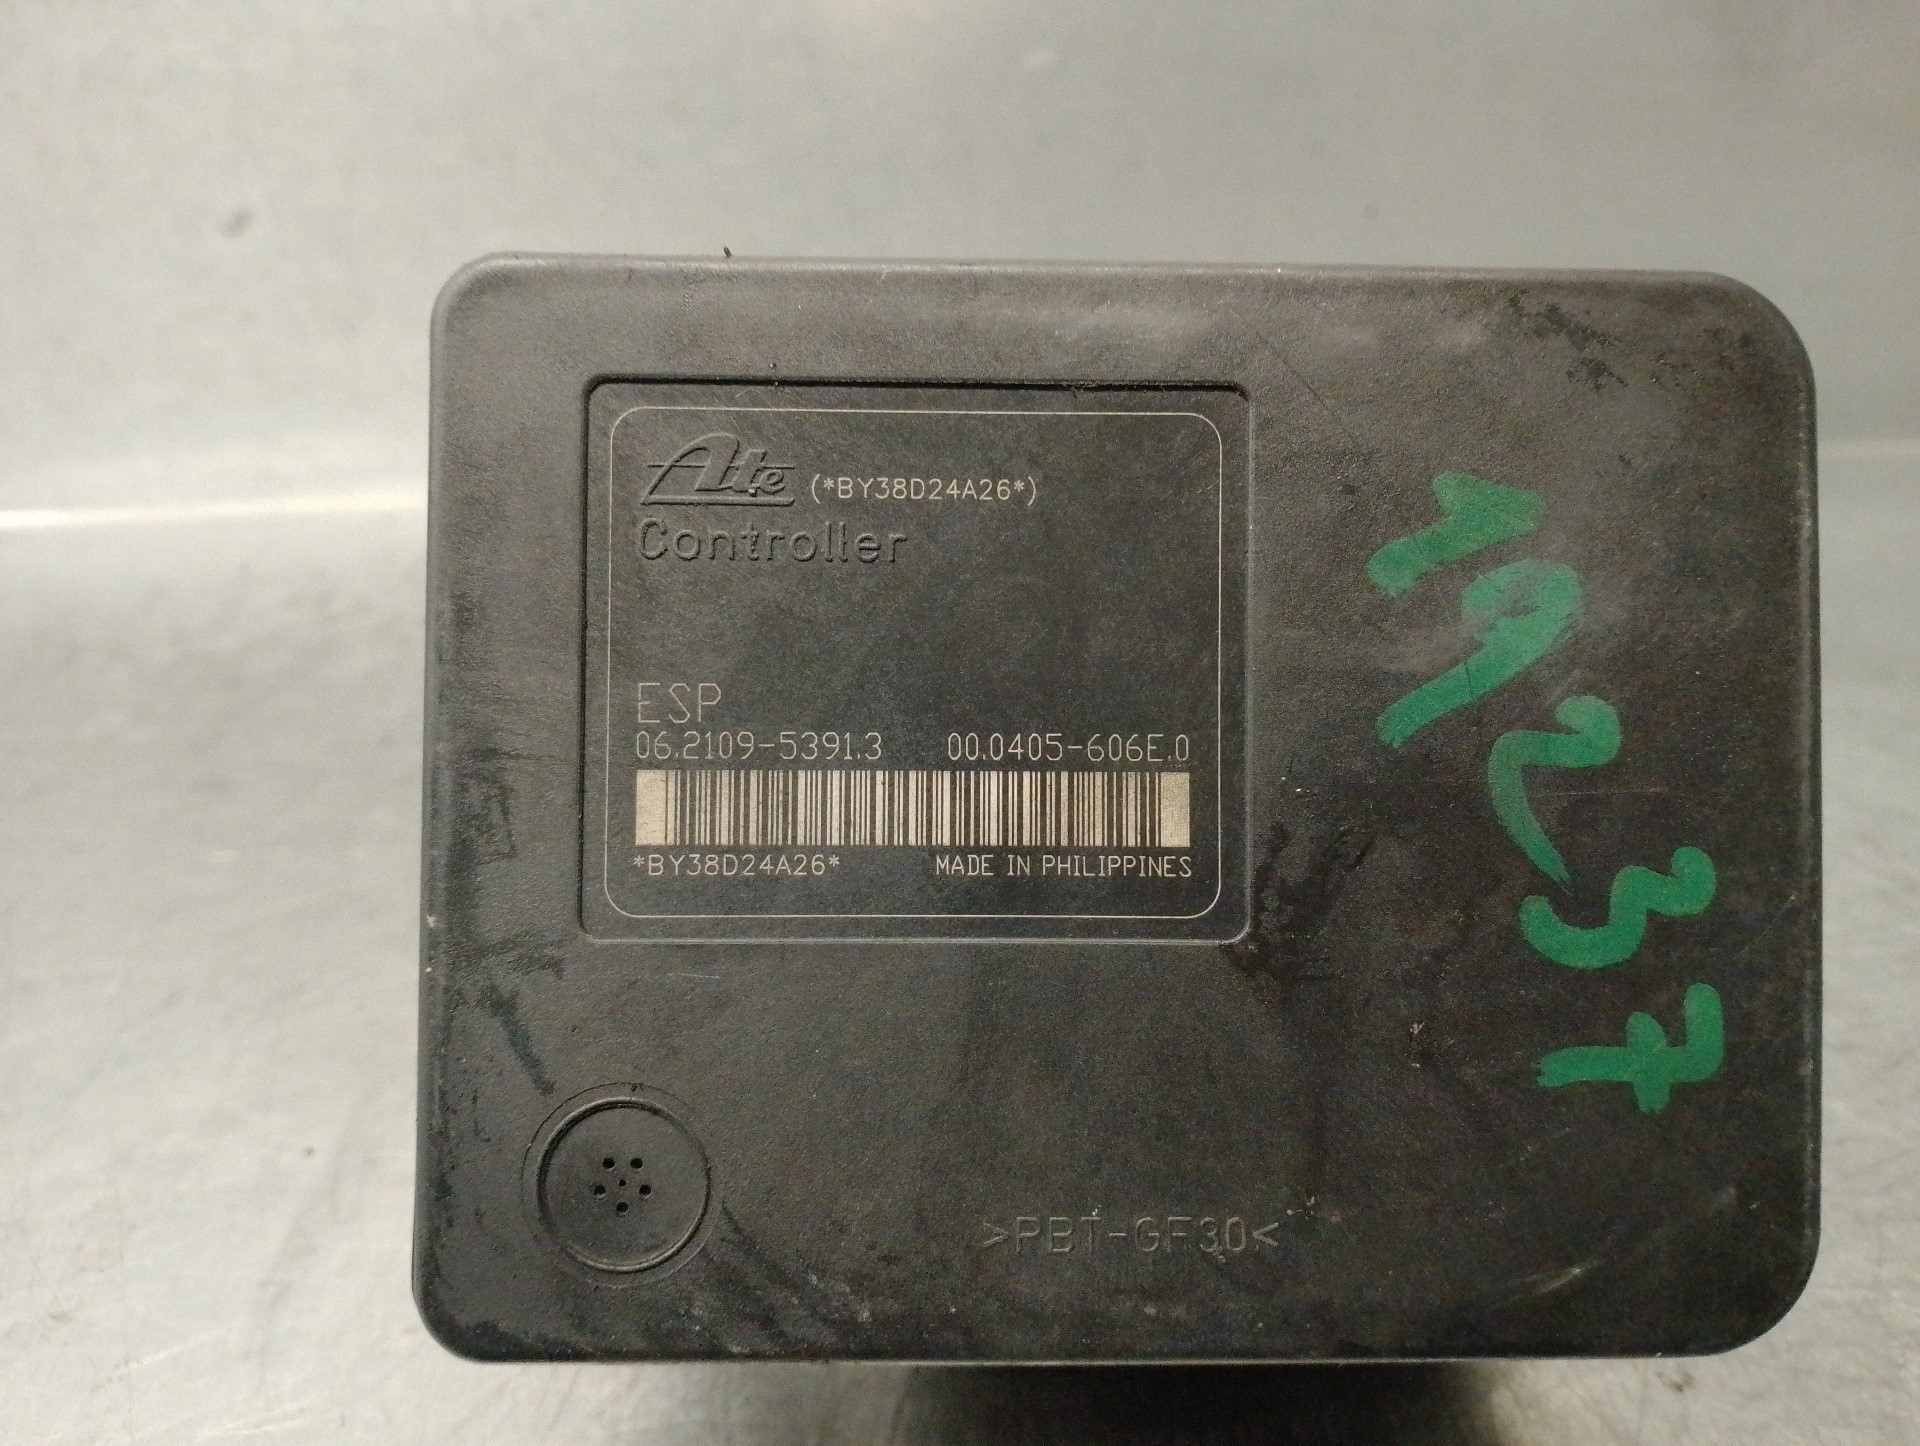 Ate (*BY38D24A26*)
Controller
ESP
06.2109-5391.3 00.0405-606E.0
*BY38D24A26* MADE IN PHILIPPINES
>PBT-GF30<
19237